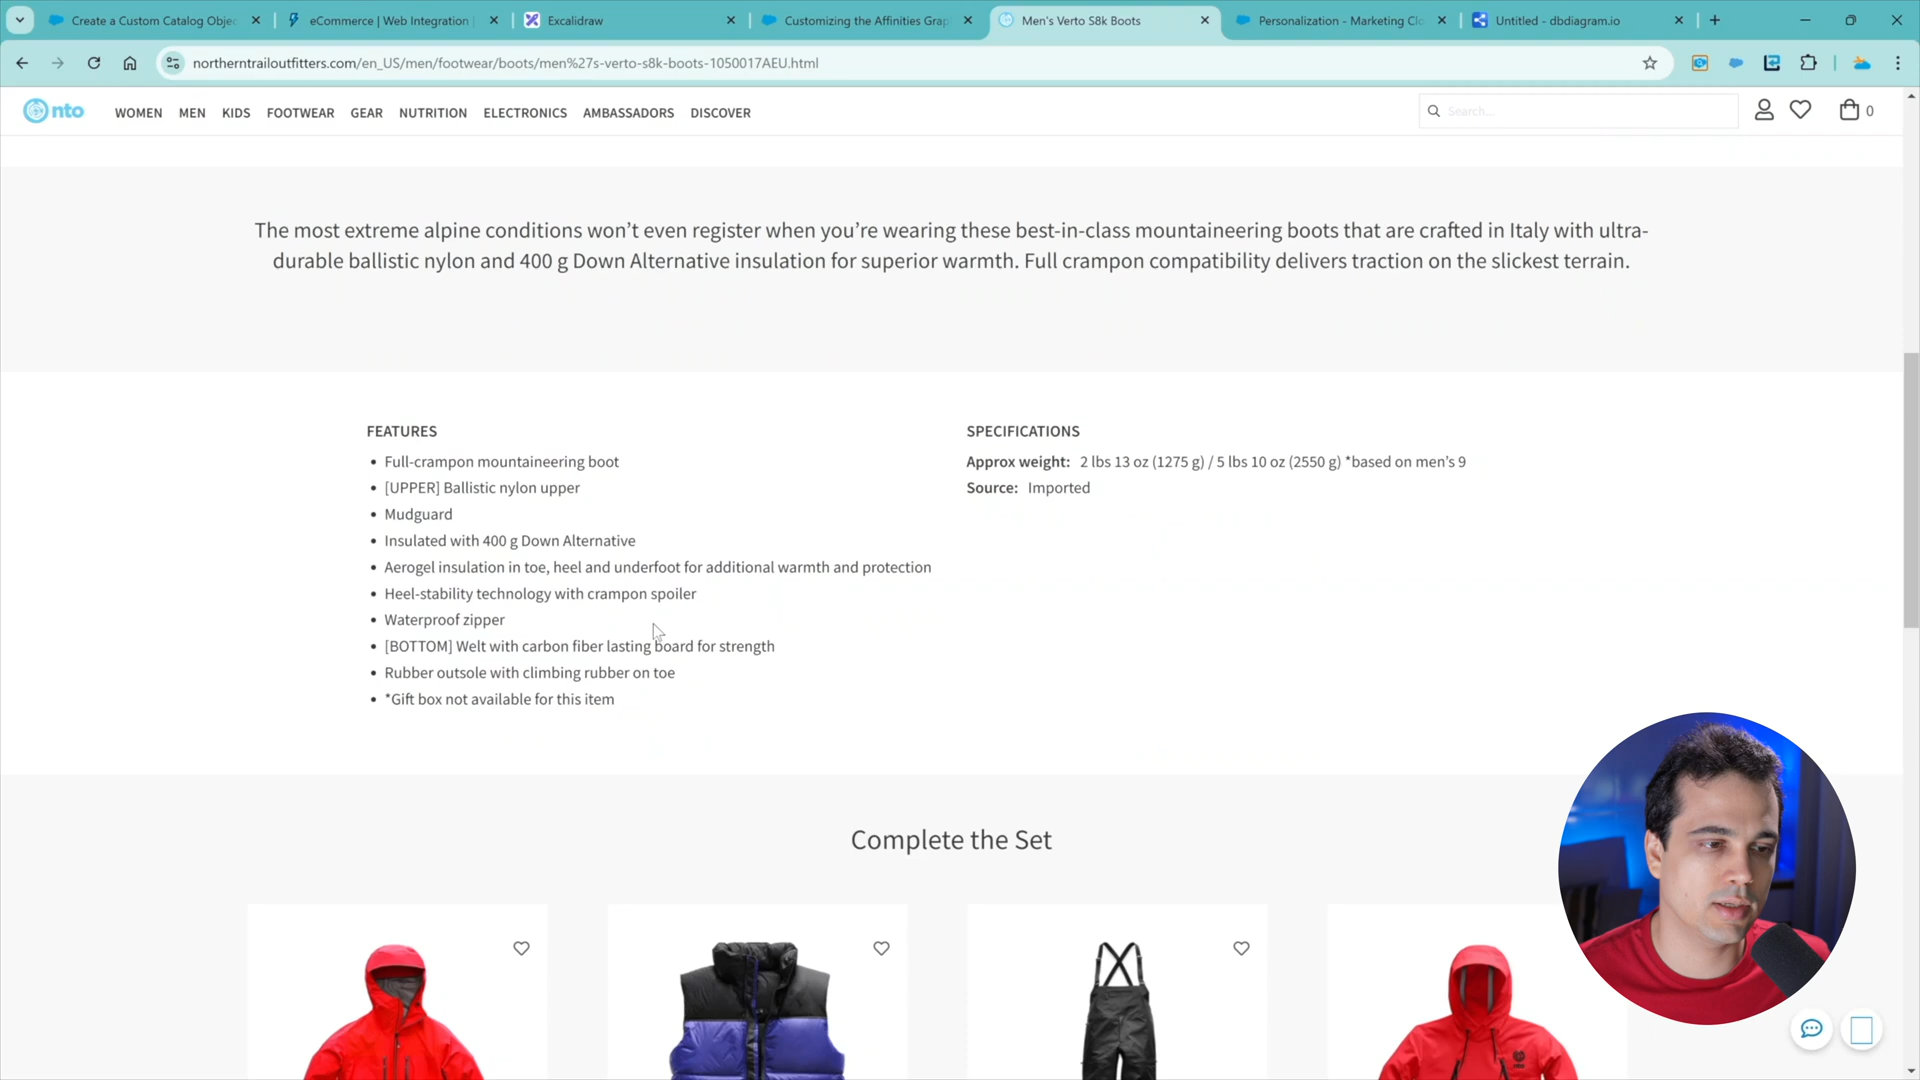 Create a Custom Catalog Objec
eCommerce | Web Integration
Excalidraw
Customizing the Affinities Grap
Men's Verto S8k Boots
Personalization - Marketing Clo
Untitled - dbdiagram.io
northerntrailoutfitters.com/en_US/men/footwear/boots/men%27s-verto-s8k-boots-1050017AEU.html
nto
WOMEN MEN KIDS FOOTWEAR GEAR NUTRITION ELECTRONICS AMBASSADORS DISCOVER
Search...
0
The most extreme alpine conditions won’t even register when you’re wearing these best-in-class mountaineering boots that are crafted in Italy with ultra-
durable ballistic nylon and 400 g Down Alternative insulation for superior warmth. Full crampon compatibility delivers traction on the slickest terrain.
FEATURES
• Full-crampon mountaineering boot
• [UPPER] Ballistic nylon upper
• Mudguard
• Insulated with 400 g Down Alternative
• Aerogel insulation in toe, heel and underfoot for additional warmth and protection
• Heel-stability technology with crampon spoiler
• Waterproof zipper
• [BOTTOM] Welt with carbon fiber lasting board for strength
• Rubber outsole with climbing rubber on toe
• *Gift box not available for this item
SPECIFICATIONS
Approx weight: 2 lbs 13 oz (1275 g) / 5 lbs 10 oz (2550 g) *based on men’s 9
Source: Imported
Complete the Set